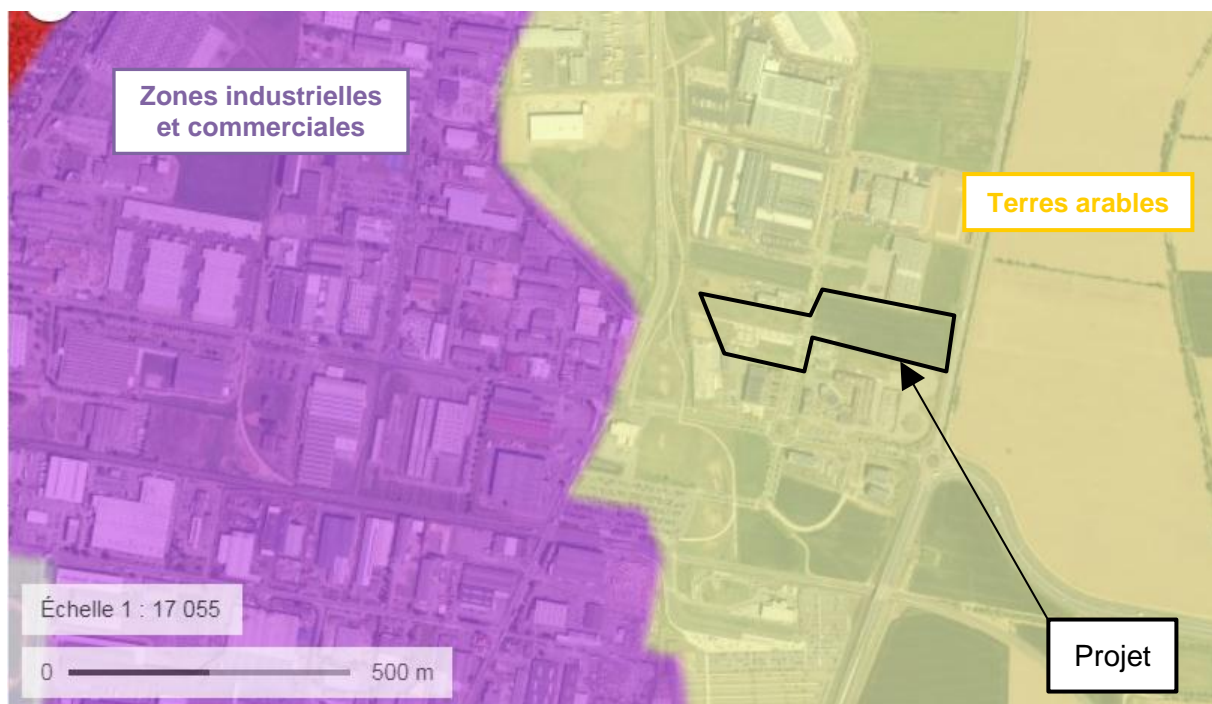 Zones industrielles
et commerciales
Terres arables
Échelle 1 : 17 055
0 500 m
Projet